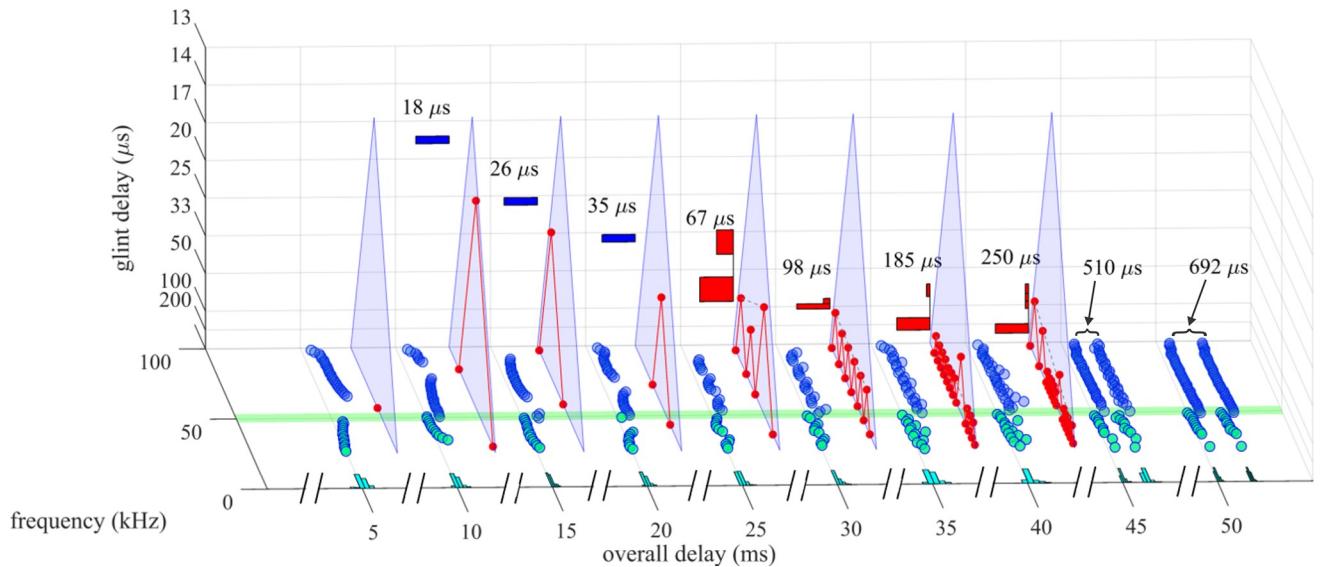 13
14
17
20
25
33
50
100
200
glint delay (μs)
18 μs
26 μs
35 μs
67 μs
98 μs
185 μs
250 μs
510 μs
692 μs
100
50
0
frequency (kHz)
5 10 15 20 25 30 35 40 45 50
overall delay (ms)